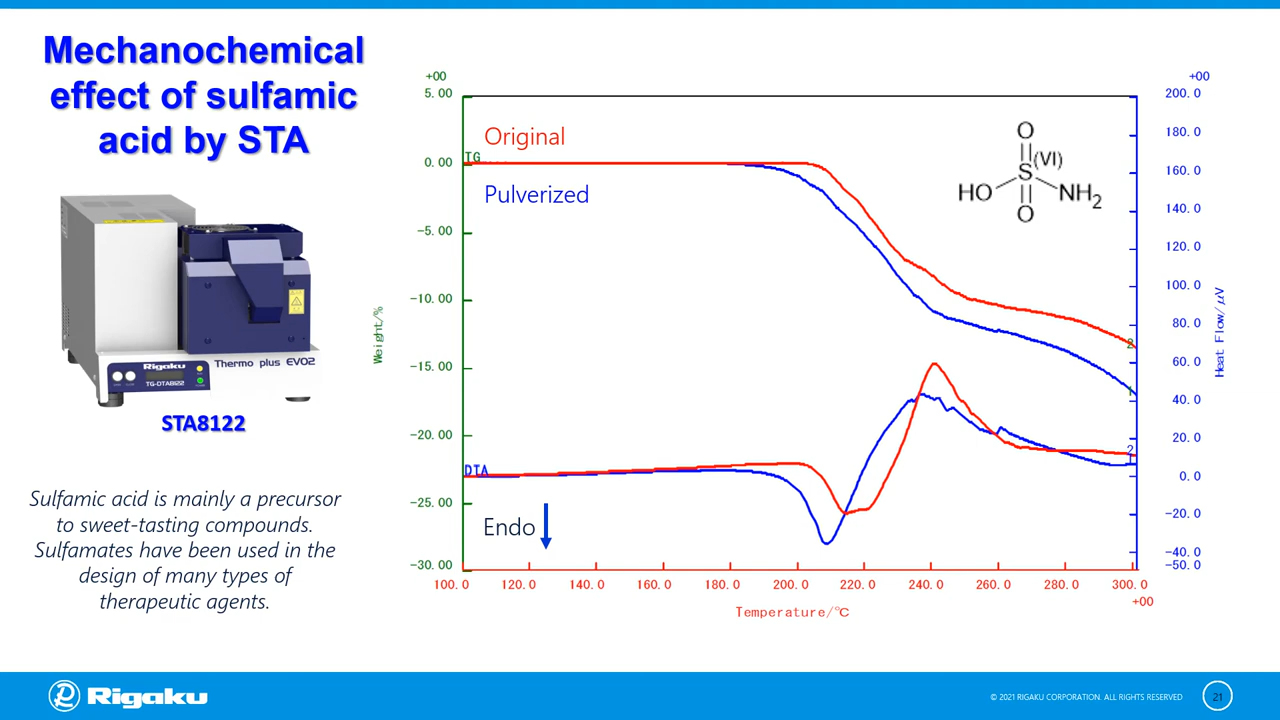 Mechanochemical
effect of sulfamic
acid by STA
Rigaku
TG-DTA8122
Thermo plus EVO2
STA8122
Sulfamic acid is mainly a precursor
to sweet-tasting compounds.
Sulfamates have been used in the
design of many types of
therapeutic agents.
+00
5.00
0.00
-5.00
-10.00
-15.00
-20.00
-25.00
-30.00
Weight/%
Original
TG
Pulverized
DTA
Endo
O
(VI)
HO S NH2
O
2
1
2
1
+00
200.0
180.0
160.0
140.0
120.0
100.0
80.0
60.0
40.0
20.0
0.0
-20.0
-40.0
-50.0
Heat Flow/μV
100.0 120.0 140.0 160.0 180.0 200.0 220.0 240.0 260.0 280.0 300.0
+00
Temperature/℃
Rigaku
© 2021 RIGAKU CORPORATION. ALL RIGHTS RESERVED
21